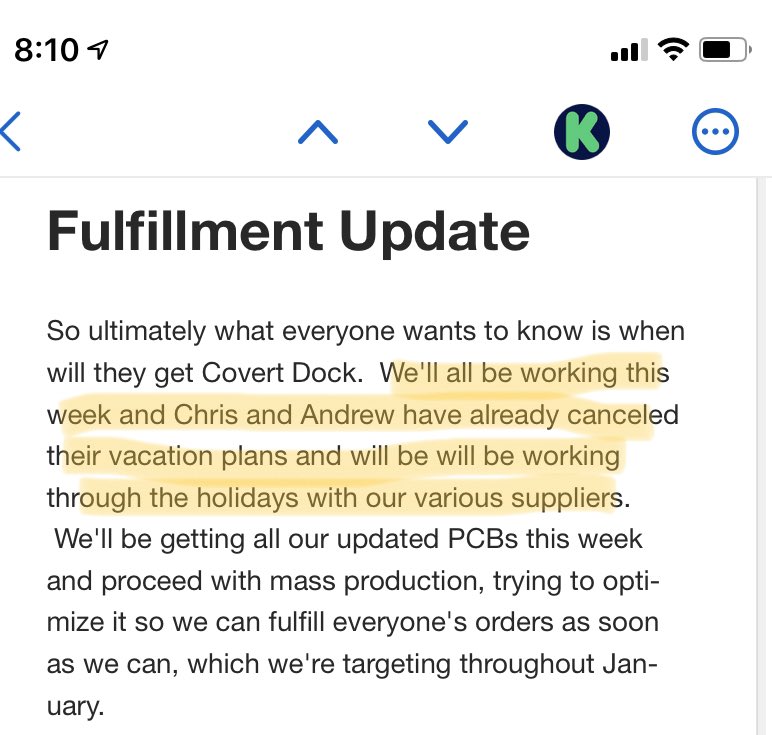 8:10
K
Fulfillment Update
So ultimately what everyone wants to know is when
will they get Covert Dock.  We'll all be working this
week and Chris and Andrew have already canceled
their vacation plans and will be will be working
through the holidays with our various suppliers.
We'll be getting all our updated PCBs this week
and proceed with mass production, trying to opti-
mize it so we can fulfill everyone's orders as soon
as we can, which we're targeting throughout Jan-
uary.